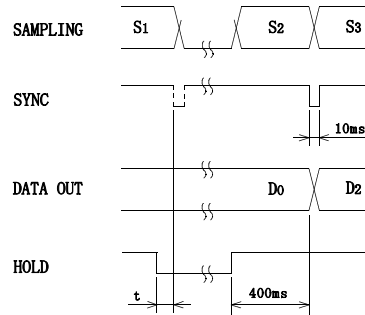 SAMPLING S1 S2 S3
SYNC
10ms
DATA OUT D0 D2
HOLD
t 400ms